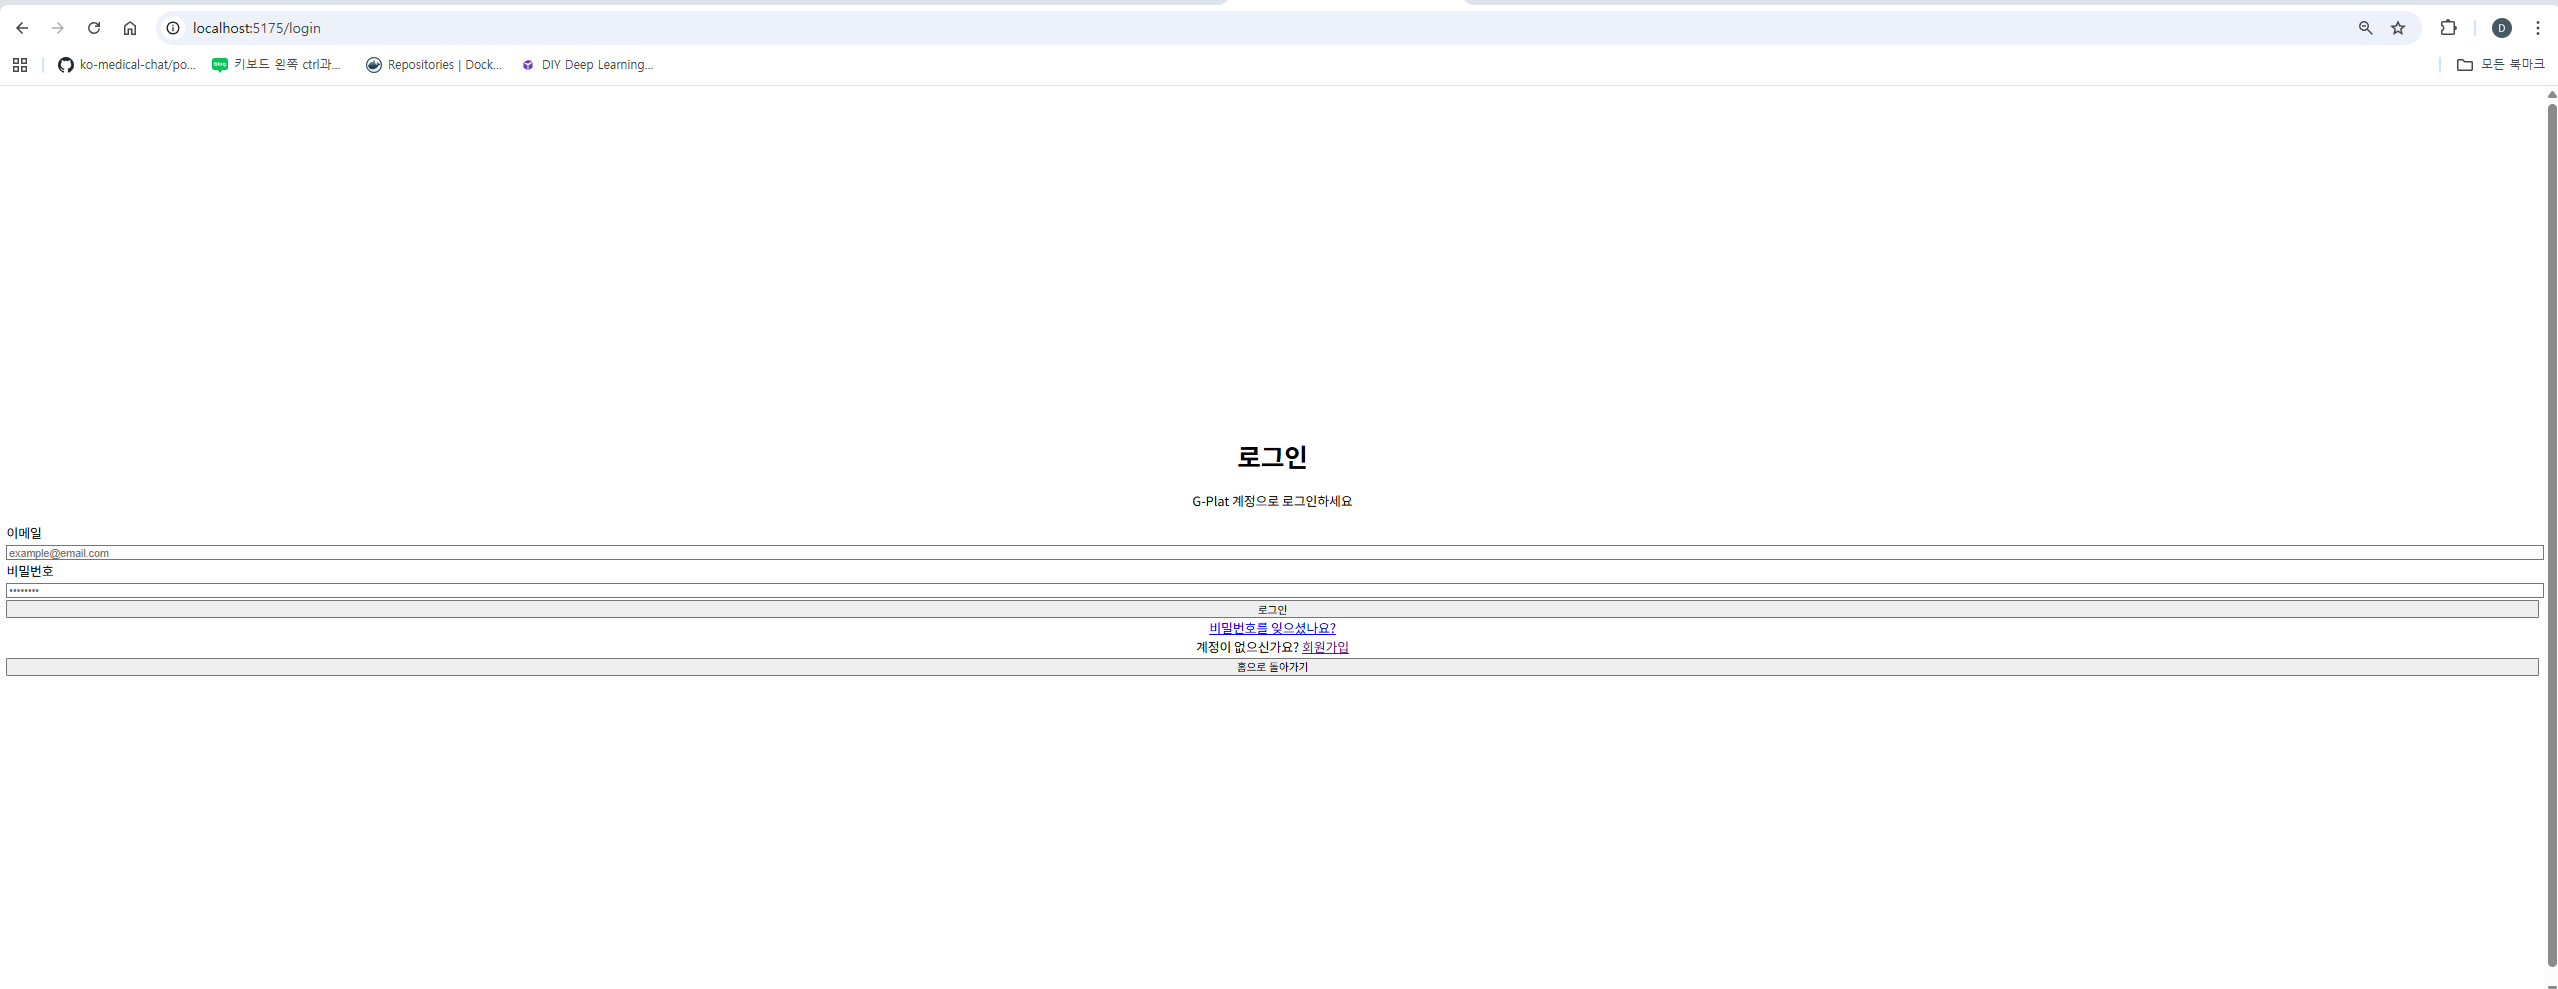 localhost:5175/login
D
ko-medical-chat/po...
blog
키보드 왼쪽 ctrl과...
Repositories | Dock...
DIY Deep Learning...
모든 북마크
로그인
G-Plat 계정으로 로그인하세요
이메일
example@email.com
비밀번호
••••••••
로그인
비밀번호를 잊으셨나요?
계정이 없으신가요? 회원가입
홈으로 돌아가기